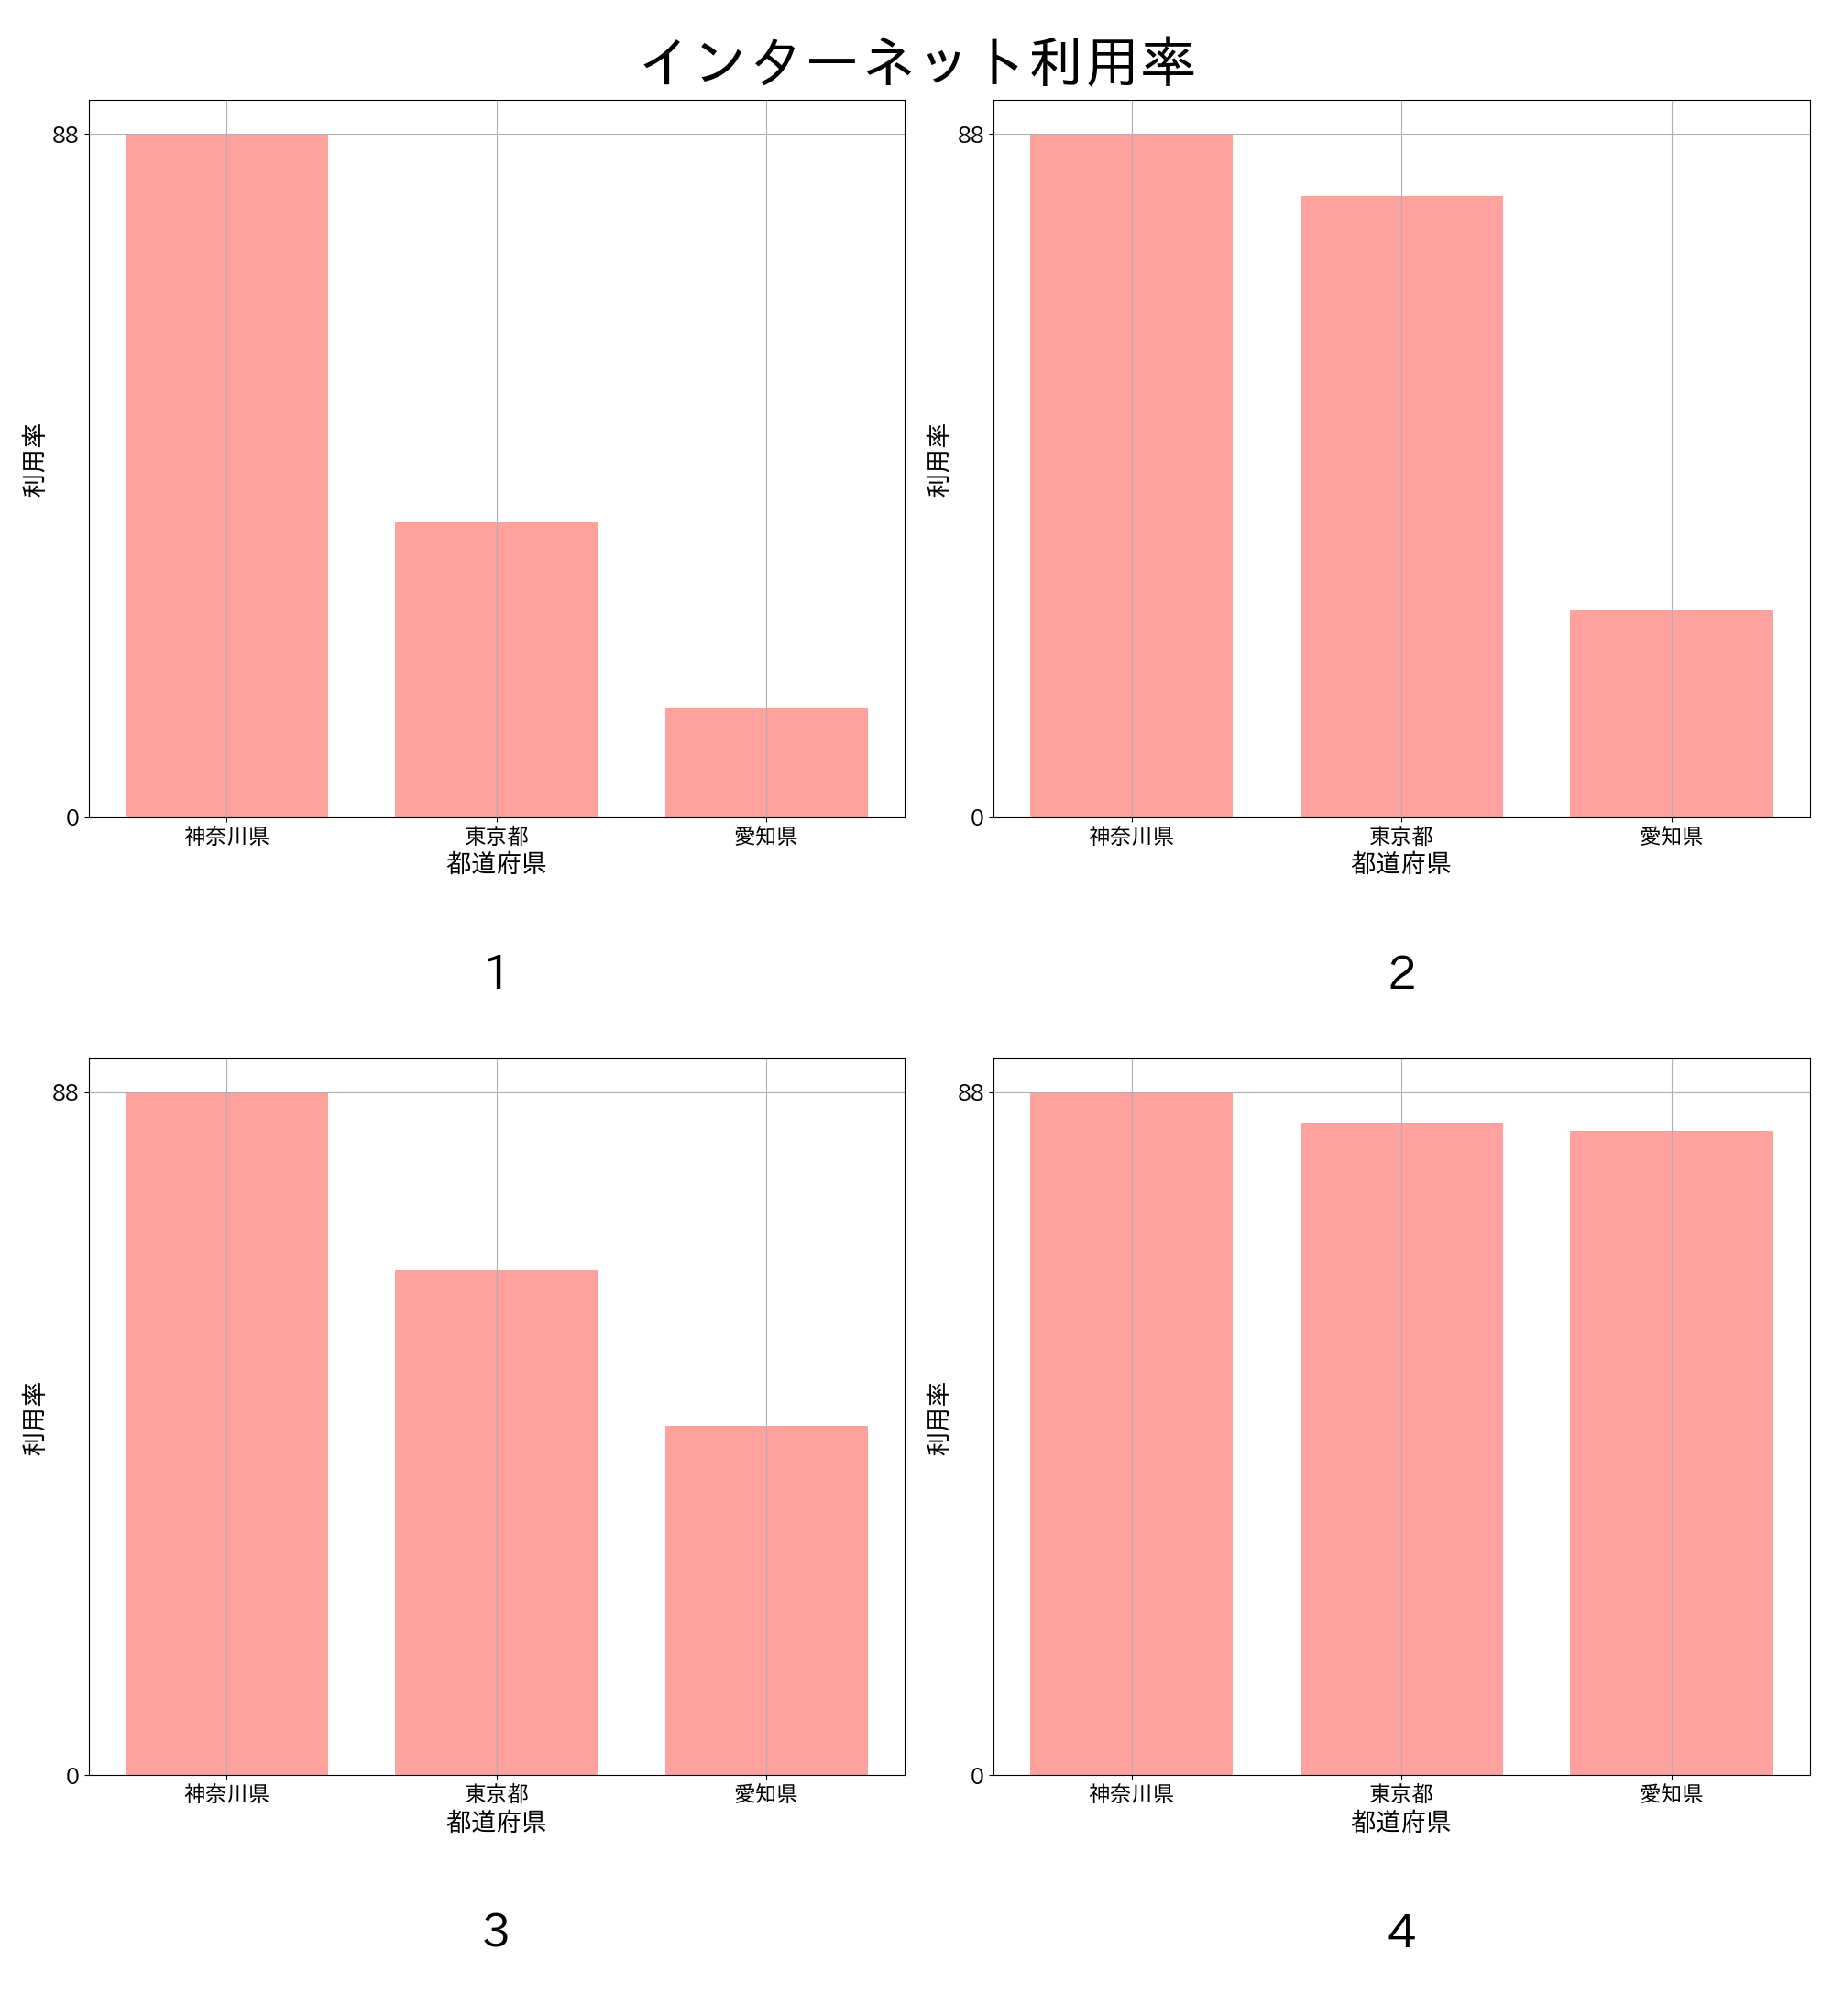 インターネット利用率
88
0
利用率
神奈川県 東京都 愛知県
都道府県
1
88
0
利用率
神奈川県 東京都 愛知県
都道府県
2
88
0
利用率
神奈川県 東京都 愛知県
都道府県
3
88
0
利用率
神奈川県 東京都 愛知県
都道府県
4